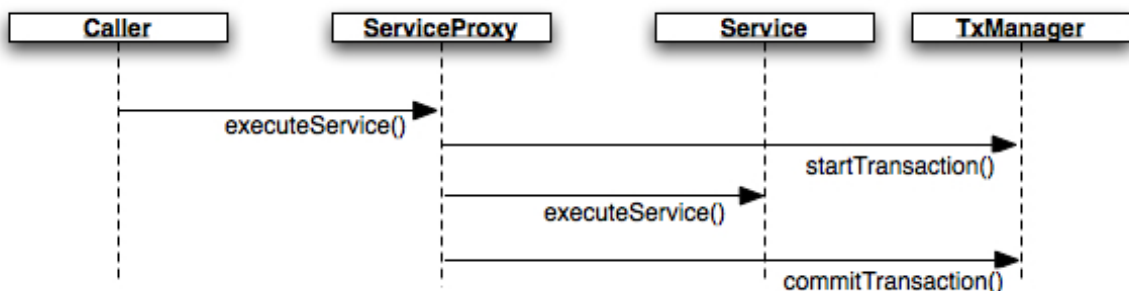 Caller
ServiceProxy
Service
TxManager
executeService()
startTransaction()
executeService()
commitTransaction()